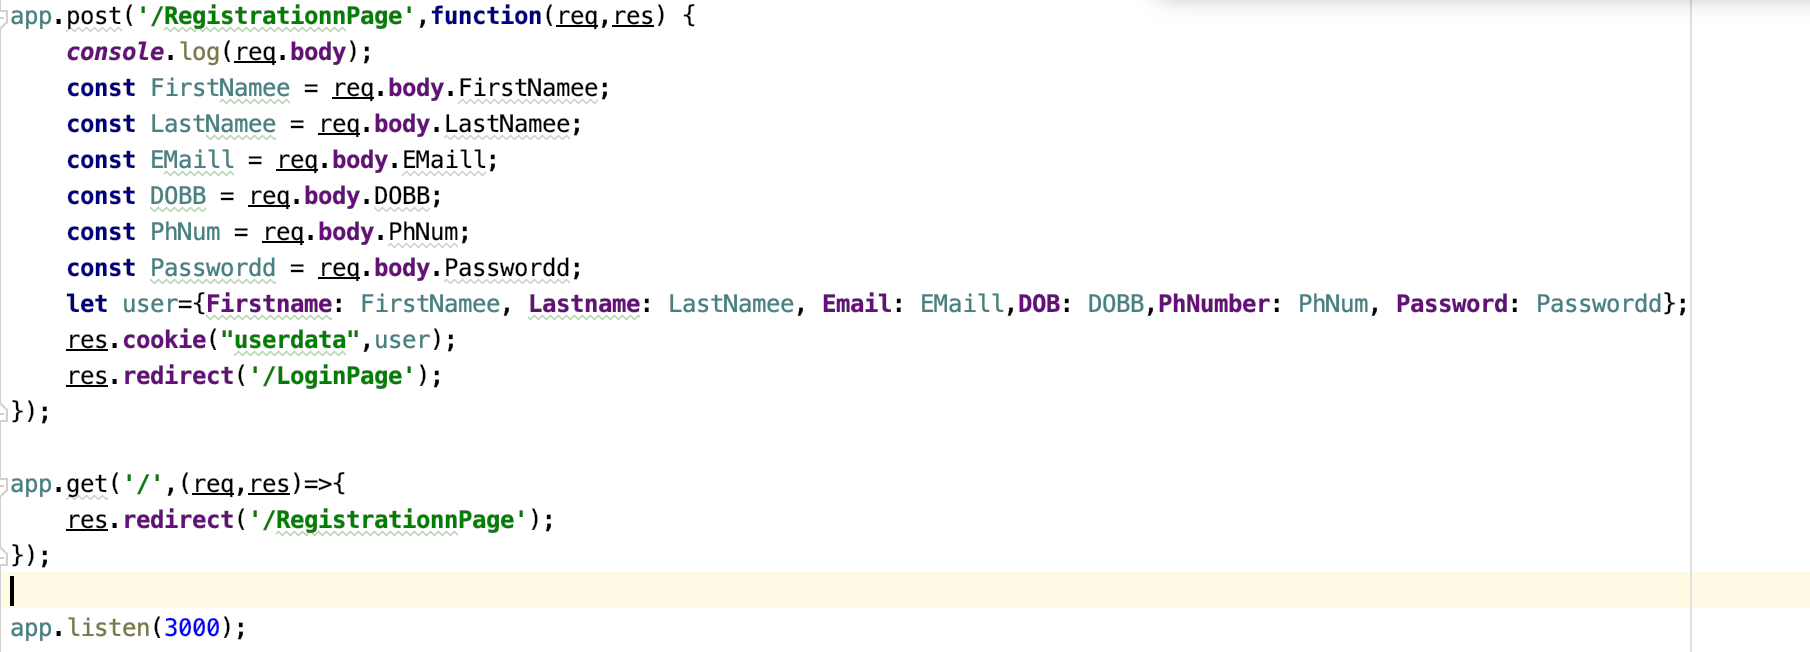 app.post('/RegistrationnPage',function(req,res) {
    console.log(req.body);
    const FirstNamee = req.body.FirstNamee;
    const LastNamee = req.body.LastNamee;
    const EMaill = req.body.EMaill;
    const DOBB = req.body.DOBB;
    const PhNum = req.body.PhNum;
    const Passwordd = req.body.Passwordd;
    let user={Firstname: FirstNamee, Lastname: LastNamee, Email: EMaill,DOB: DOBB,PhNumber: PhNum, Password: Passwordd};
    res.cookie("userdata",user);
    res.redirect('/LoginPage');
});

app.get('/',(req,res)=>{
    res.redirect('/RegistrationnPage');
});

app.listen(3000);